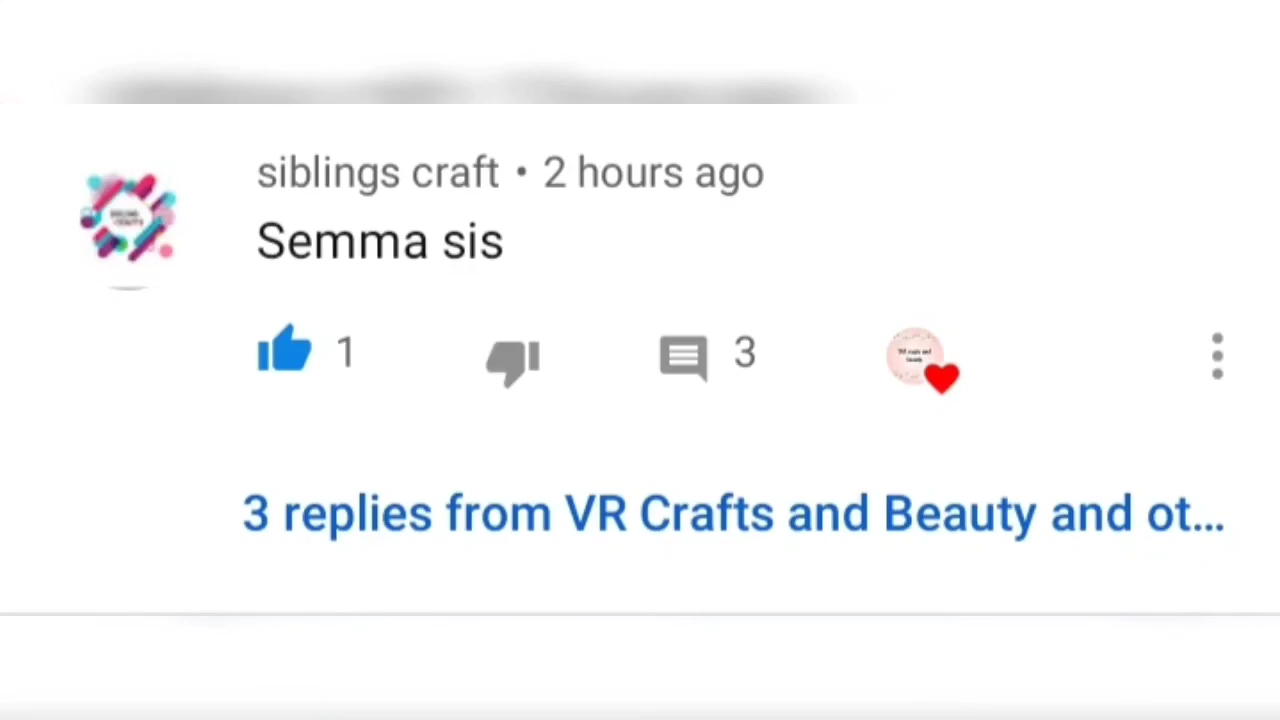 siblings craft • 2 hours ago
Semma sis
1
3
3 replies from VR Crafts and Beauty and ot...